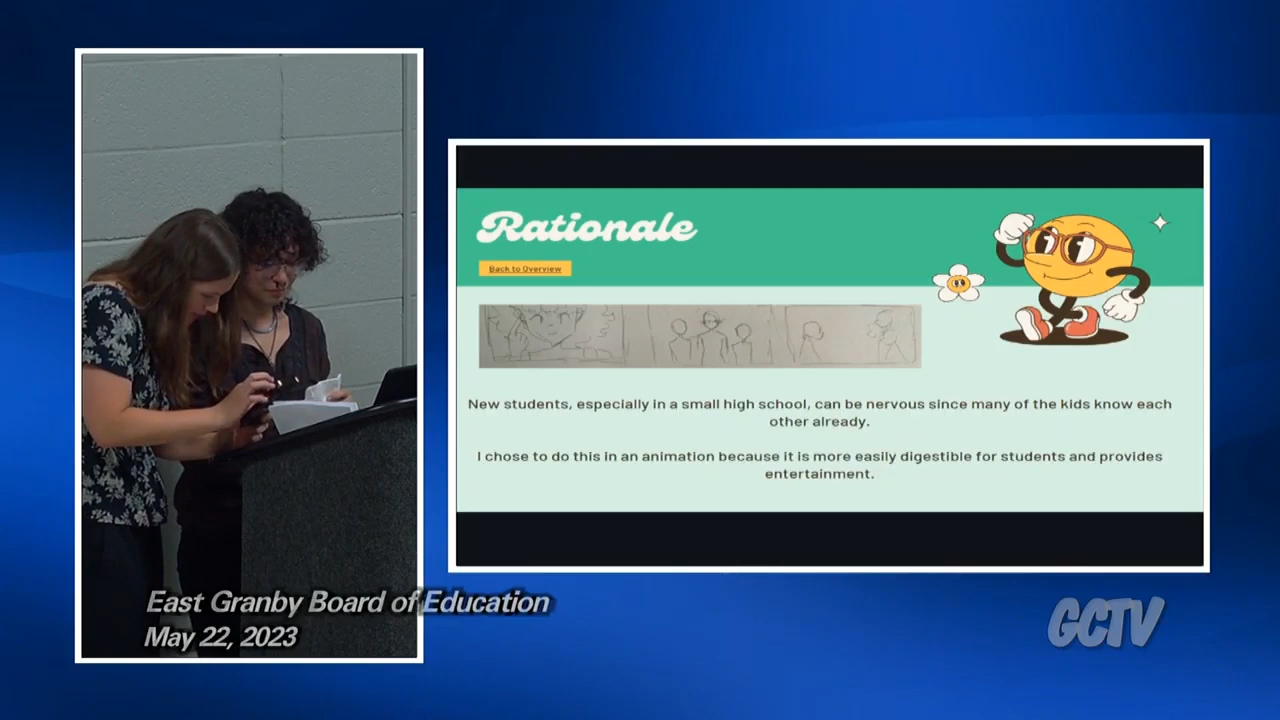 Rationale
Back to Overview
New students, especially in a small high school, can be nervous since many of the kids know each
other already.
I chose to do this in an animation because it is more easily digestible for students and provides
entertainment.
East Granby Board of Education
May 22, 2023
GCTV